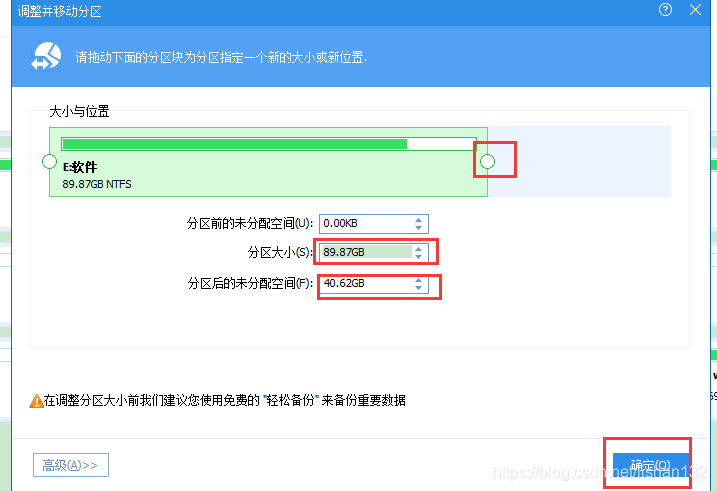 调整并移动分区
请拖动下面的分区块为分区指定一个新的大小或新位置.
大小与位置
E:软件
89.87GB NTFS
分区前的未分配空间(U): 0.00KB
分区大小(S): 89.87GB
分区后的未分配空间(F): 40.62GB
在调整分区大小前我们建议您使用免费的 "轻松备份" 来备份重要数据
高级(A)>> 确定(O)